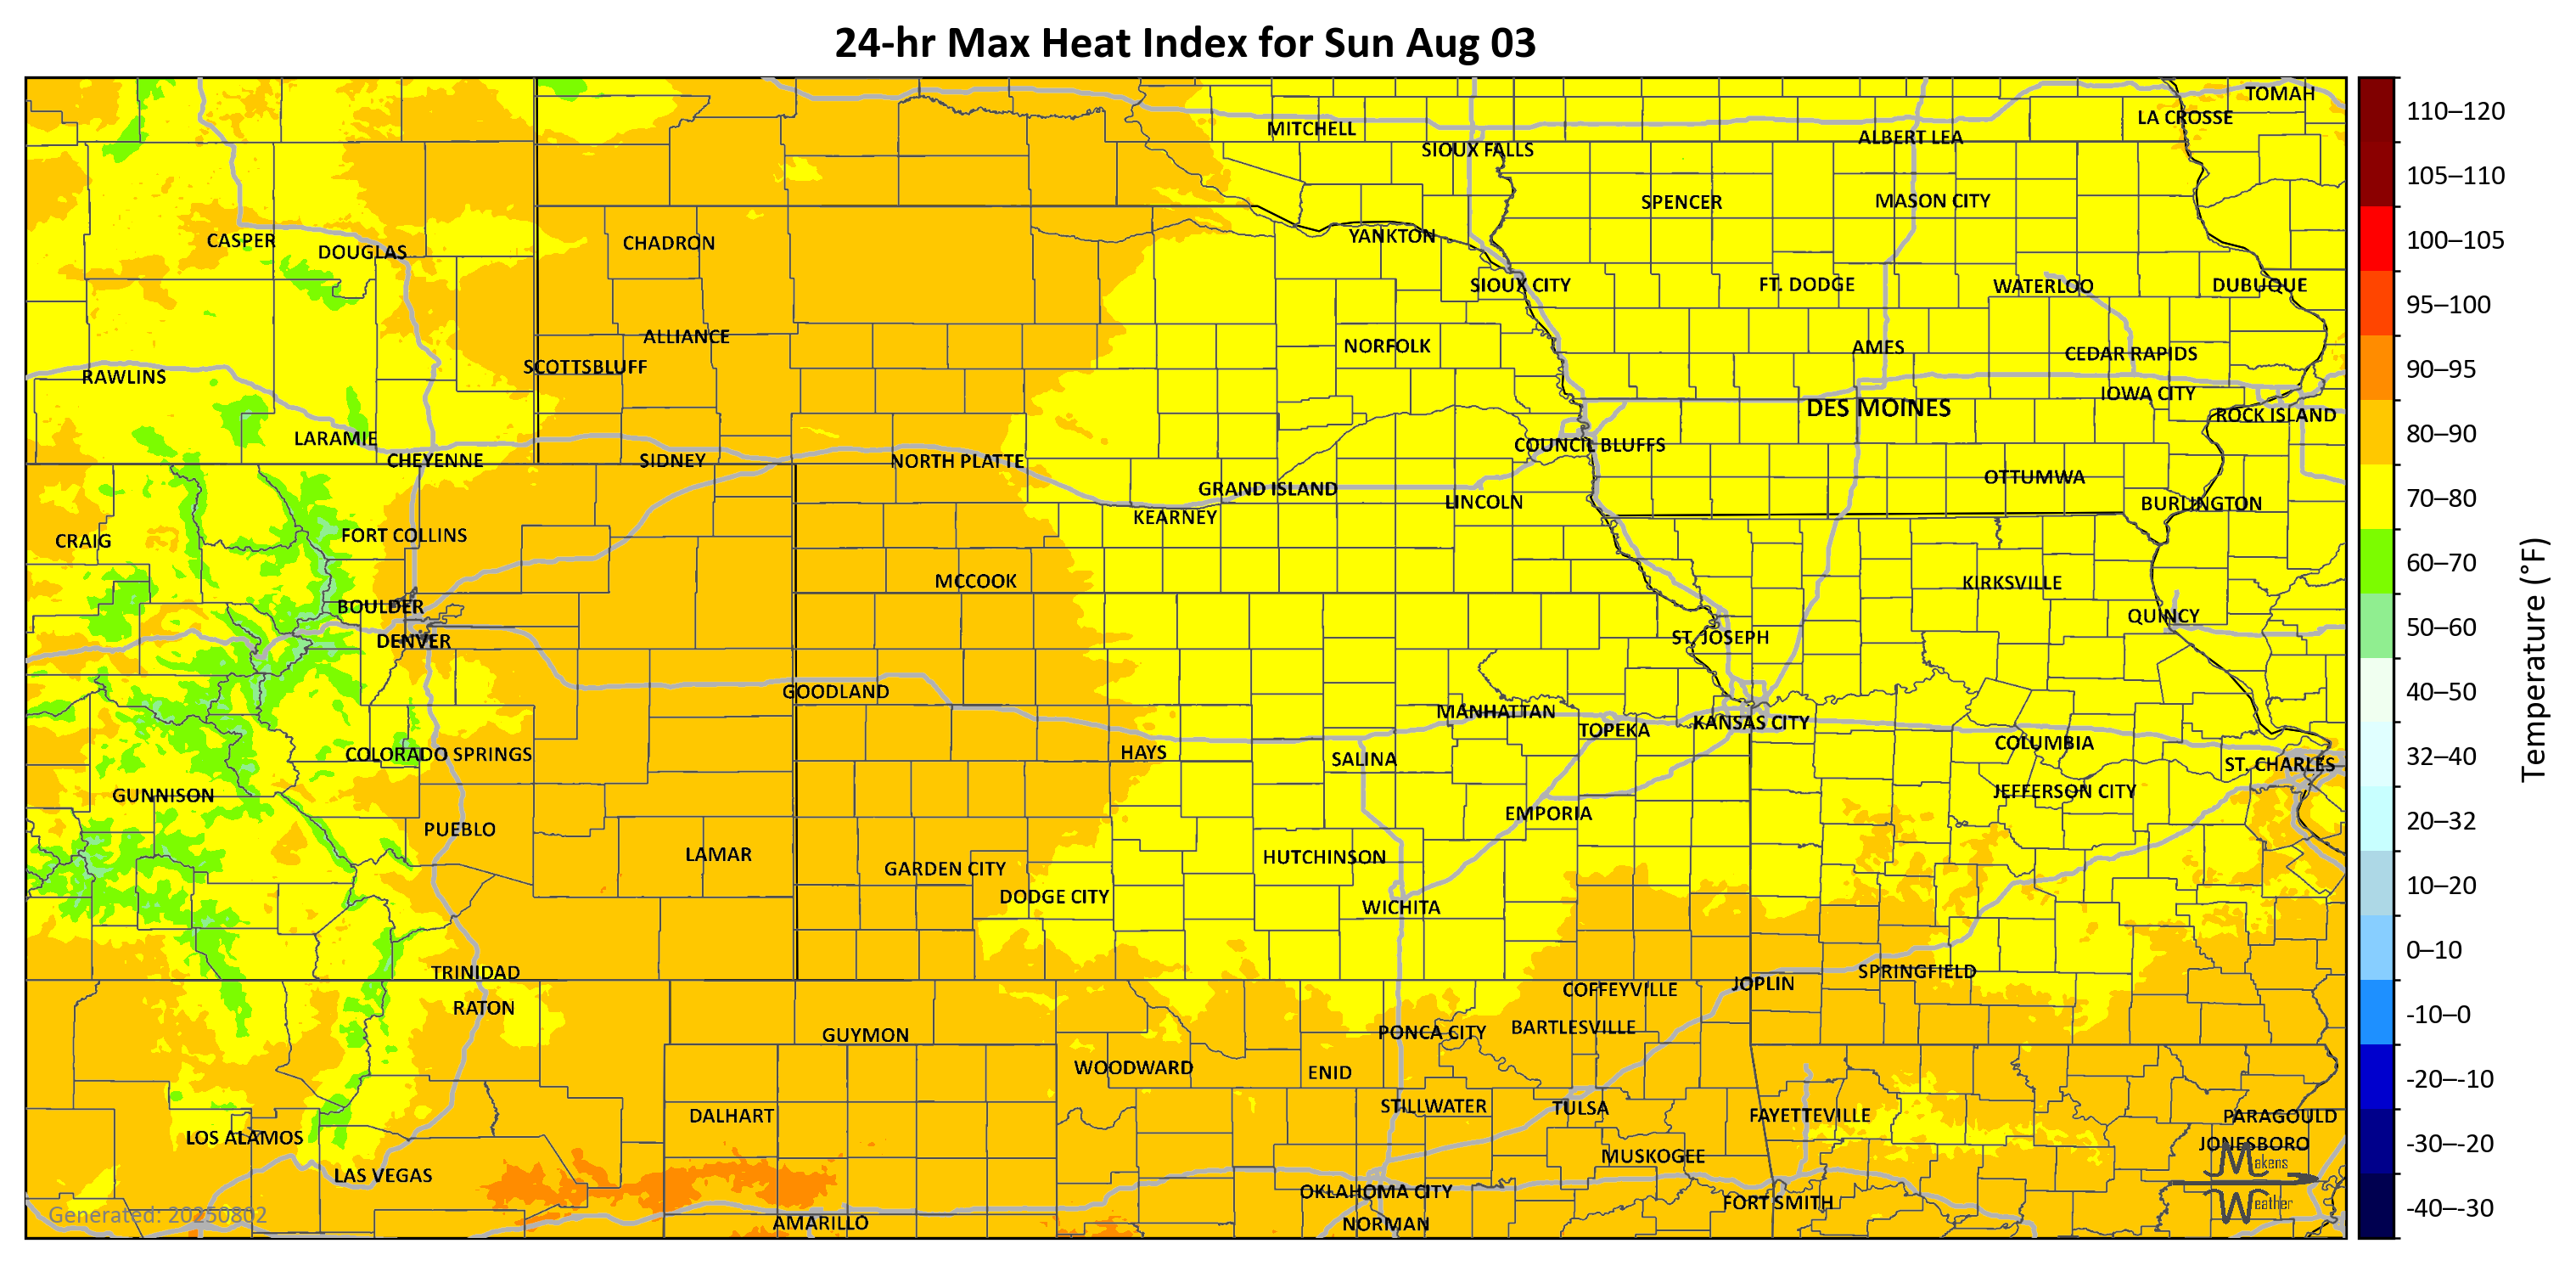 24-hr Max Heat Index for Sun Aug 03
TOMAH
LA CROSSE
MITCHELL
ALBERT LEA
SIOUX FALLS
SPENCER
MASON CITY
CASPER
DOUGLAS
CHADRON
YANKTON
SIOUX CITY
FT. DODGE
WATERLOO
DUBUQUE
ALLIANCE
NORFOLK
AMES
CEDAR RAPIDS
SCOTTSBLUFF
RAWLINS
IOWA CITY
DES MOINES
ROCK ISLAND
LARAMIE
COUNCIL BLUFFS
CHEYENNE
SIDNEY
NORTH PLATTE
OTTUMWA
GRAND ISLAND
LINCOLN
BURLINGTON
KEARNEY
CRAIG
FORT COLLINS
MCCOOK
KIRKSVILLE
BOULDER
QUINCY
DENVER
ST. JOSEPH
GOODLAND
MANHATTAN
KANSAS CITY
TOPEKA
COLUMBIA
COLORADO SPRINGS
HAYS
SALINA
ST. CHARLES
GUNNISON
JEFFERSON CITY
EMPORIA
PUEBLO
LAMAR
HUTCHINSON
GARDEN CITY
DODGE CITY
WICHITA
TRINIDAD
SPRINGFIELD
JOPLIN
COFFEYVILLE
RATON
BARTLESVILLE
GUYMON
PONCA CITY
WOODWARD
ENID
STILLWATER
TULSA
DALHART
FAYETTEVILLE
PARAGOULD
LOS ALAMOS
JONESBORO
MUSKOGEE
LAS VEGAS
OKLAHOMA CITY
FORT SMITH
AMARILLO
NORMAN
Makens
Weather
Generated: 20250802
110–120
105–110
100–105
95–100
90–95
80–90
70–80
60–70
50–60
40–50
32–40
20–32
10–20
0–10
-10–0
-20–-10
-30–-20
-40–-30
Temperature (°F)